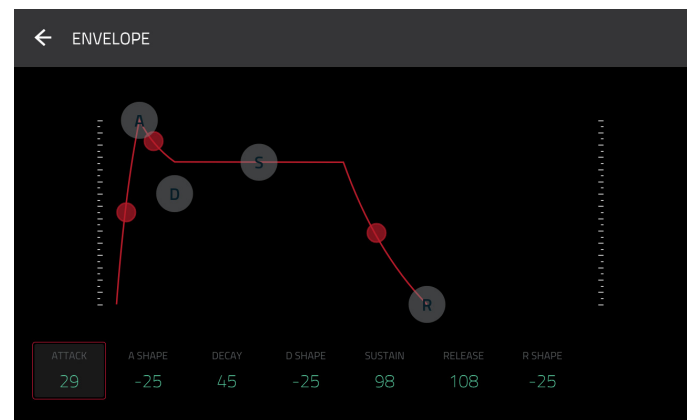 ENVELOPE
A
S
D
R
ATTACK A SHAPE DECAY D SHAPE SUSTAIN RELEASE R SHAPE
29 -25 45 -25 98 108 -25